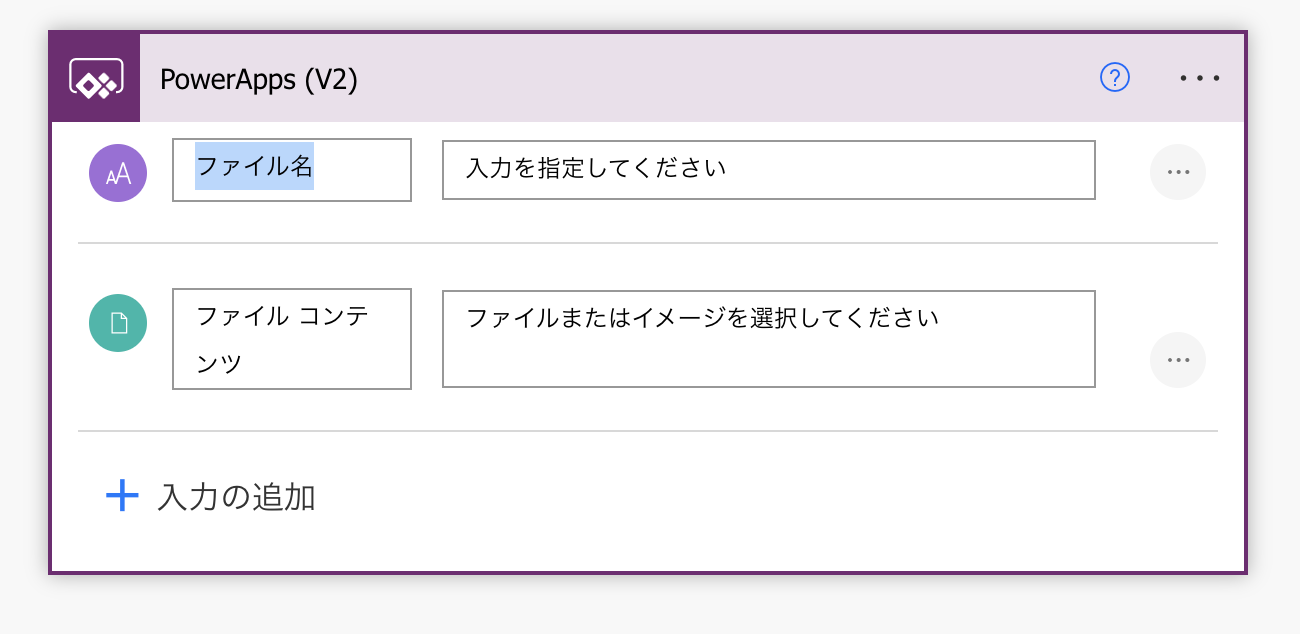 PowerApps (V2)
ファイル名
入力を指定してください
ファイル コンテ
ンツ
ファイルまたはイメージを選択してください
入力の追加